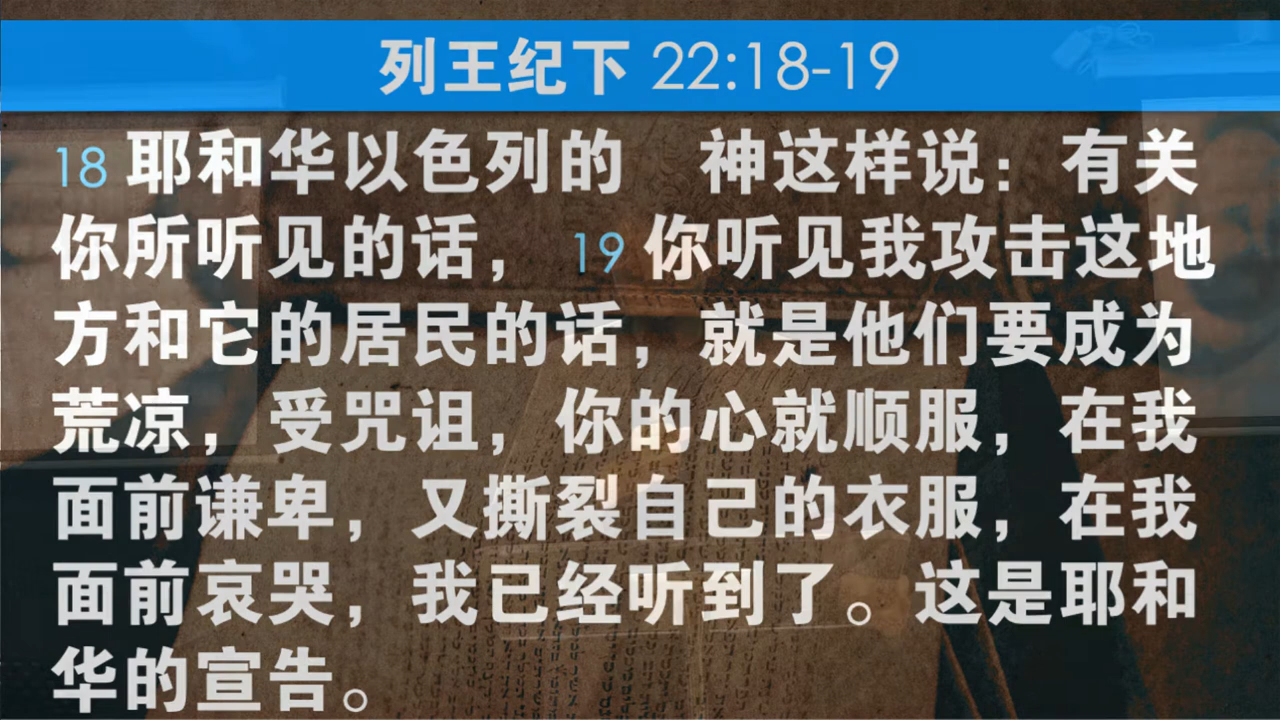 列王纪下 22:18-19
18 耶和华以色列的　神这样说：有关
你所听见的话， 19 你听见我攻击这地
方和它的居民的话，就是他们要成为
荒凉，受咒诅，你的心就顺服，在我
面前谦卑，又撕裂自己的衣服，在我
面前哀哭，我已经听到了。这是耶和
华的宣告。